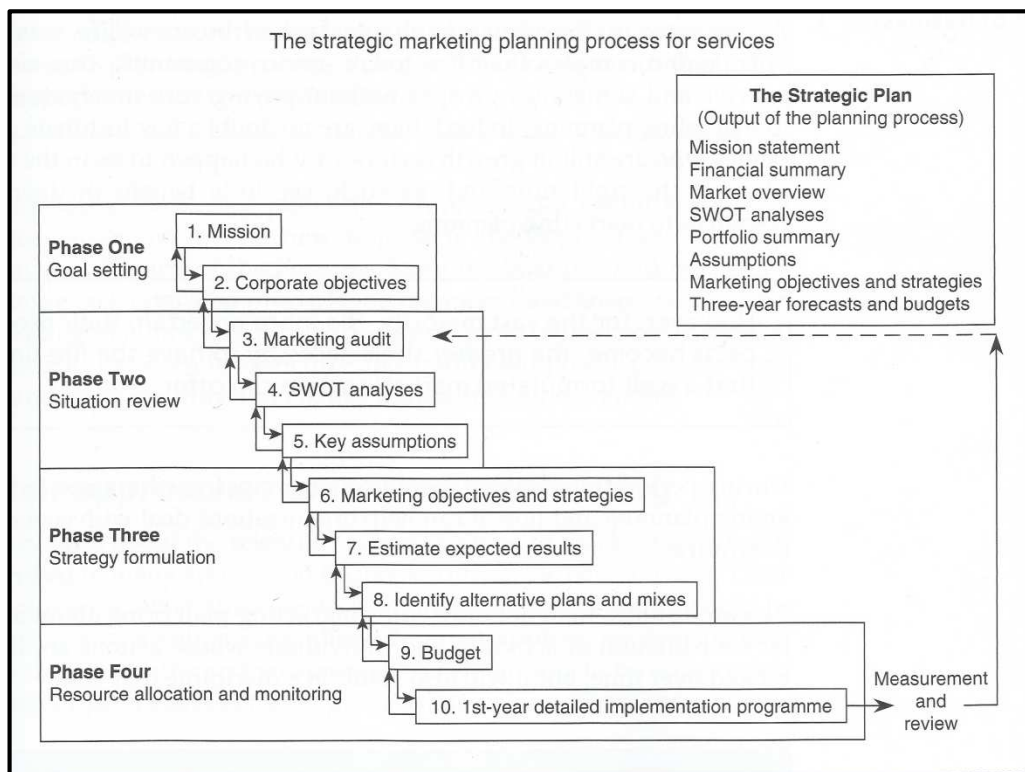 The strategic marketing planning process for services
The Strategic Plan
(Output of the planning process)
Mission statement
Financial summary
Market overview
SWOT analyses
Portfolio summary
Assumptions
Marketing objectives and strategies
Three-year forecasts and budgets
Phase One
Goal setting
1. Mission
2. Corporate objectives
Phase Two
Situation review
3. Marketing audit
4. SWOT analyses
5. Key assumptions
Phase Three
Strategy formulation
6. Marketing objectives and strategies
7. Estimate expected results
8. Identify alternative plans and mixes
Phase Four
Resource allocation and monitoring
9. Budget
10. 1st-year detailed implementation programme
Measurement
and
review